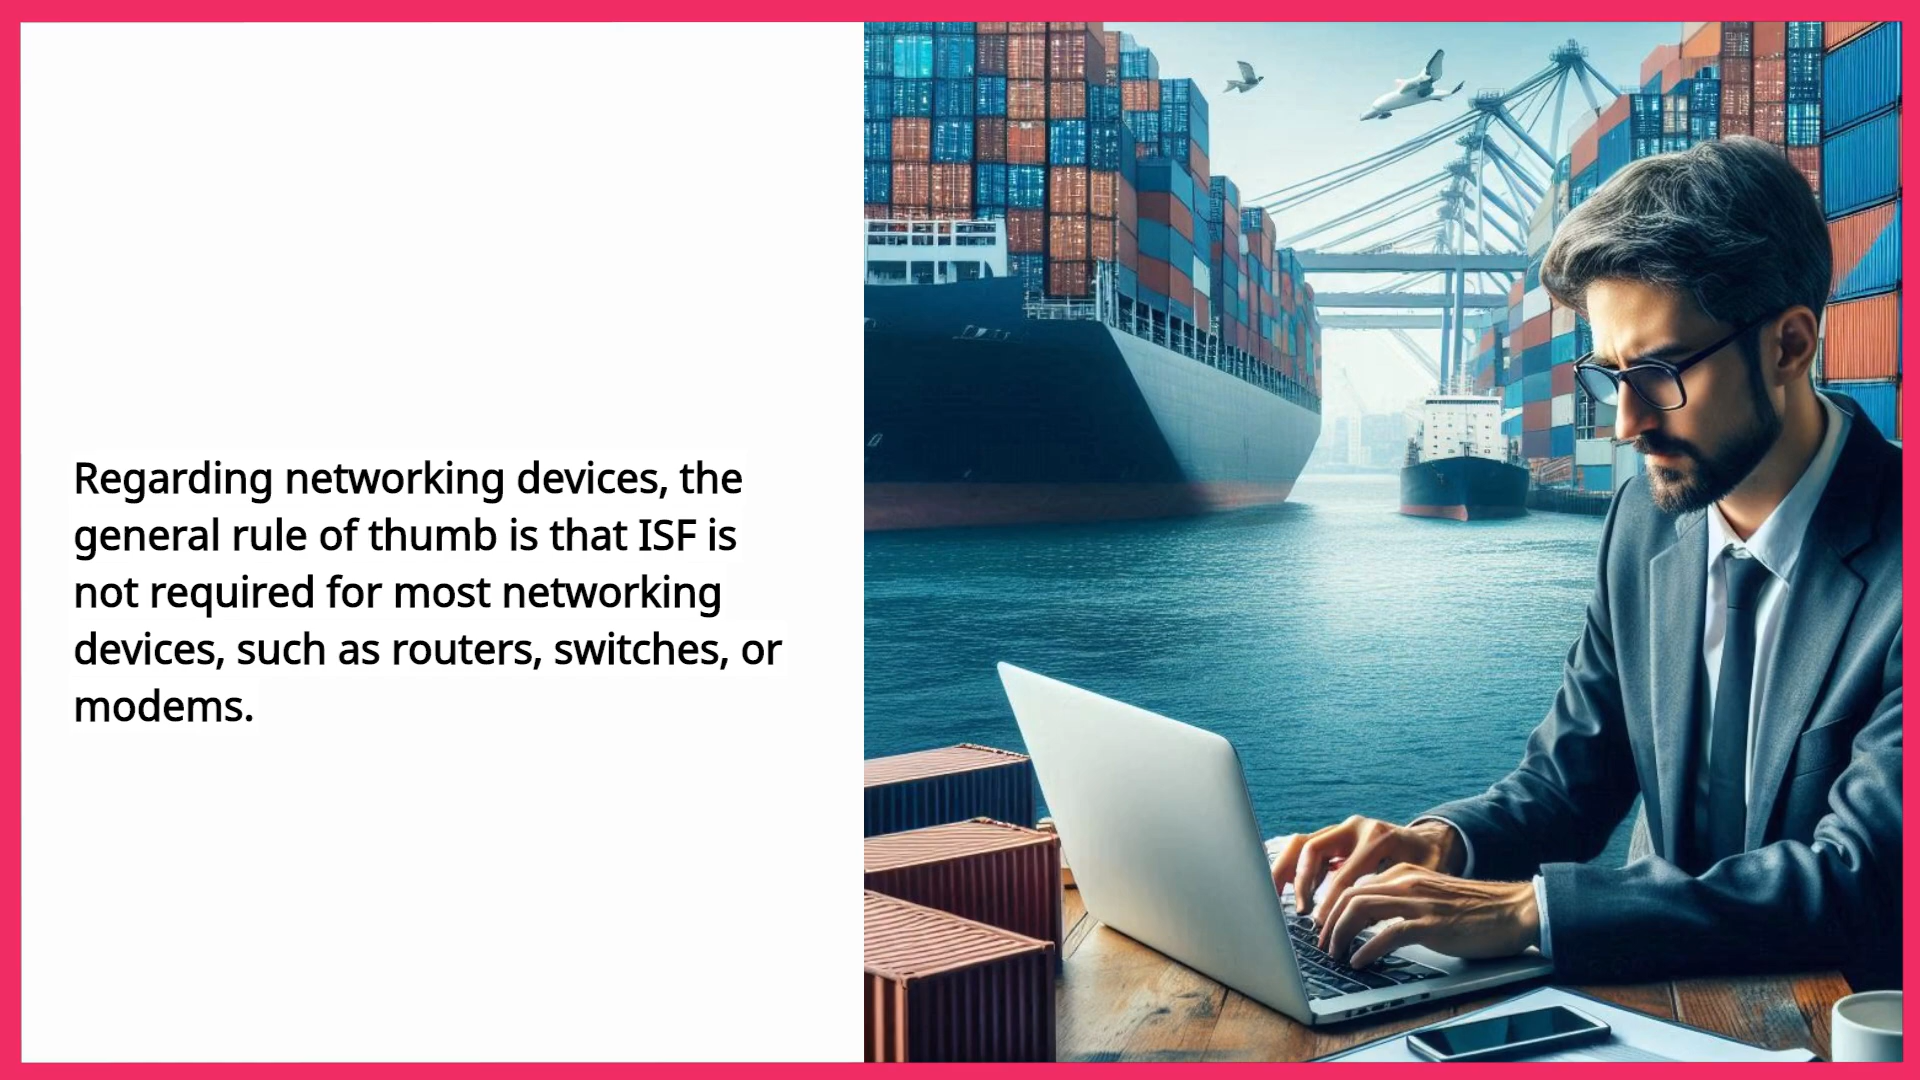 Regarding networking devices, the
general rule of thumb is that ISF is
not required for most networking
devices, such as routers, switches, or
modems.